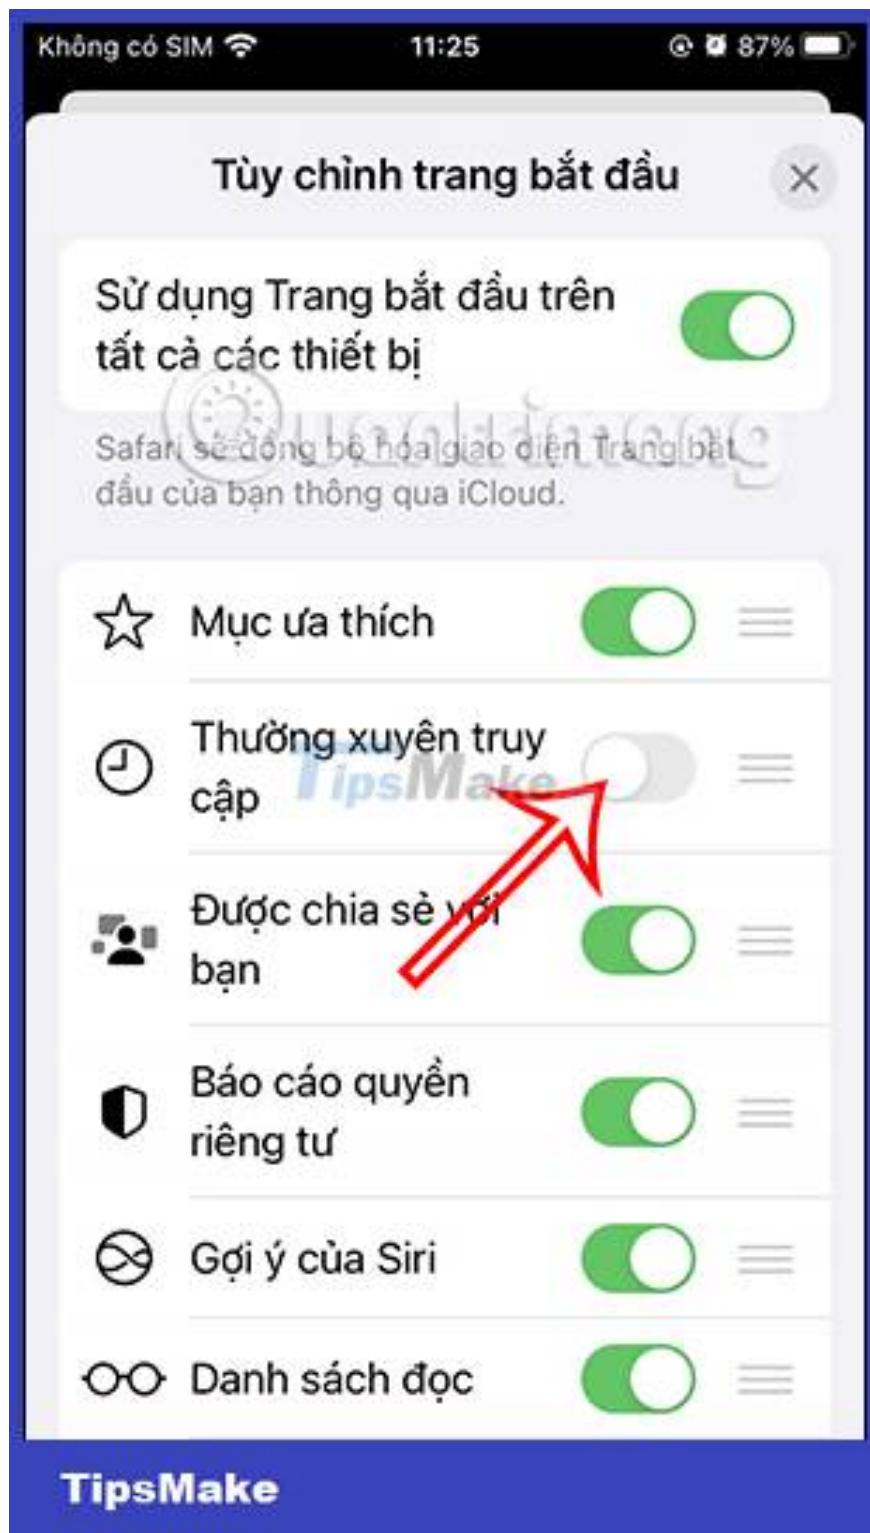 Không có SIM 11:25 87%
Tùy chỉnh trang bắt đầu
Sử dụng Trang bắt đầu trên
tất cả các thiết bị
Quantrimang
Safari sẽ đồng bộ hóa giao diện Trang bắt
đầu của bạn thông qua iCloud.
Mục ưa thích
Thường xuyên truy
cập
TipsMake
Được chia sẻ với
bạn
Báo cáo quyền
riêng tư
Gợi ý của Siri
Danh sách đọc
TipsMake